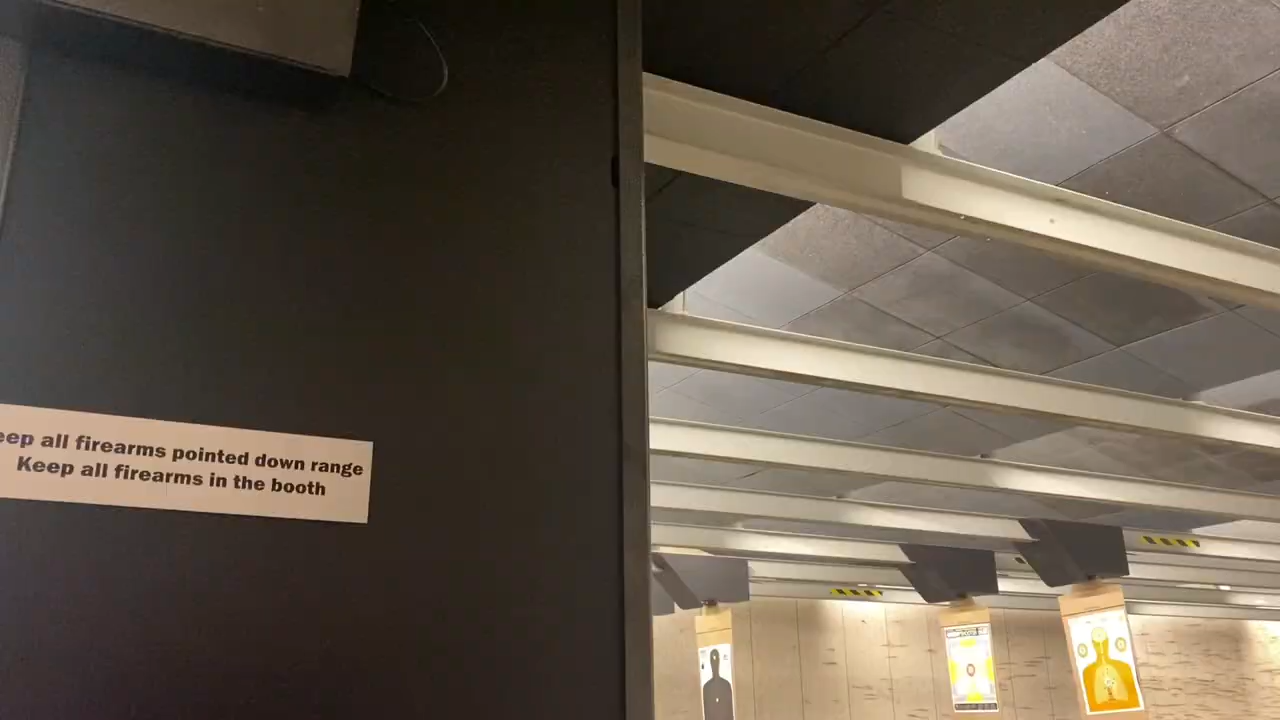 eep all firearms pointed down range
Keep all firearms in the booth